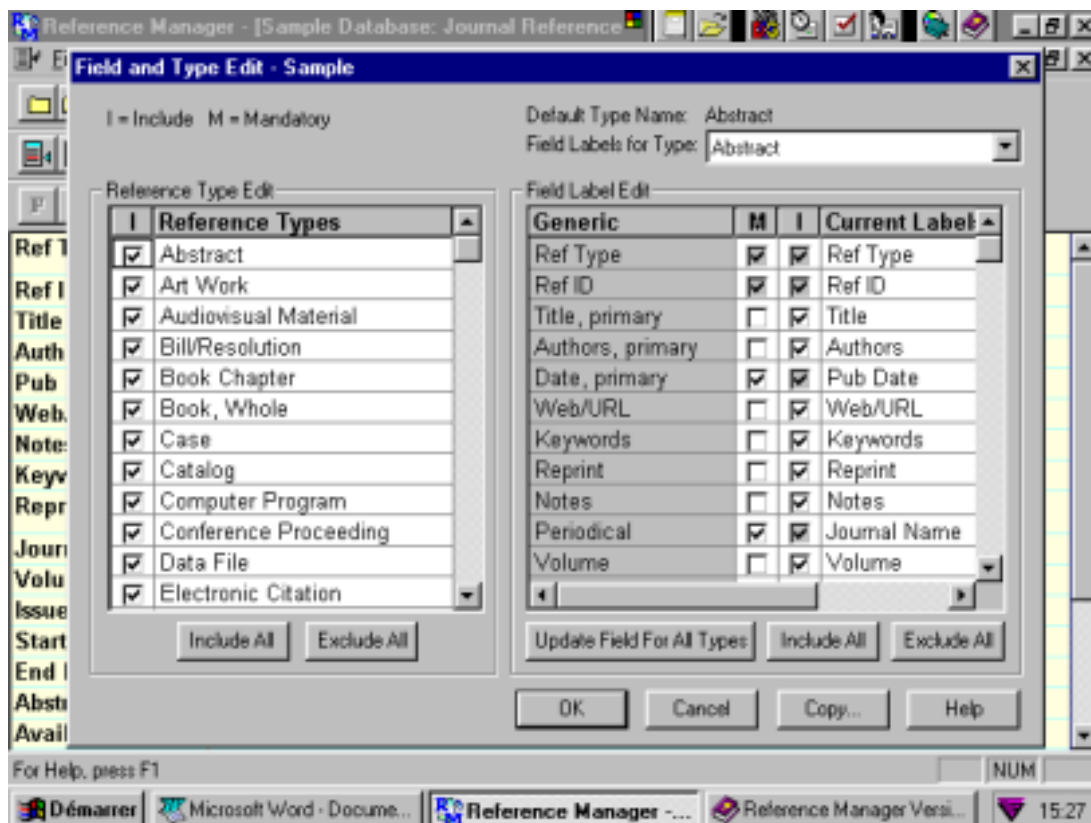 Reference Manager - [Sample Database: Journal Reference
Field and Type Edit - Sample
I = Include M = Mandatory
Default Type Name: Abstract
Field Labels for Type: Abstract
Reference Type Edit
I Reference Types
Abstract
Art Work
Audiovisual Material
Bill/Resolution
Book Chapter
Book, Whole
Case
Catalog
Computer Program
Conference Proceeding
Data File
Electronic Citation
Include All Exclude All
Field Label Edit
Generic M I Current Label
Ref Type Ref Type
Ref ID Ref ID
Title, primary Title
Authors, primary Authors
Date, primary Pub Date
Web/URL Web/URL
Keywords Keywords
Reprint Reprint
Notes Notes
Periodical Journal Name
Volume Volume
Update Field For All Types Include All Exclude All
OK Cancel Copy... Help
Ref T
Ref I
Title
Auth
Pub
Web/
Note
Keyw
Repr
Journ
Volu
Issue
Start
End
Abstr
Avail
For Help, press F1 NUM
Démarrer Microsoft Word - Docume... Reference Manager -... Reference Manager Versi... 15:27